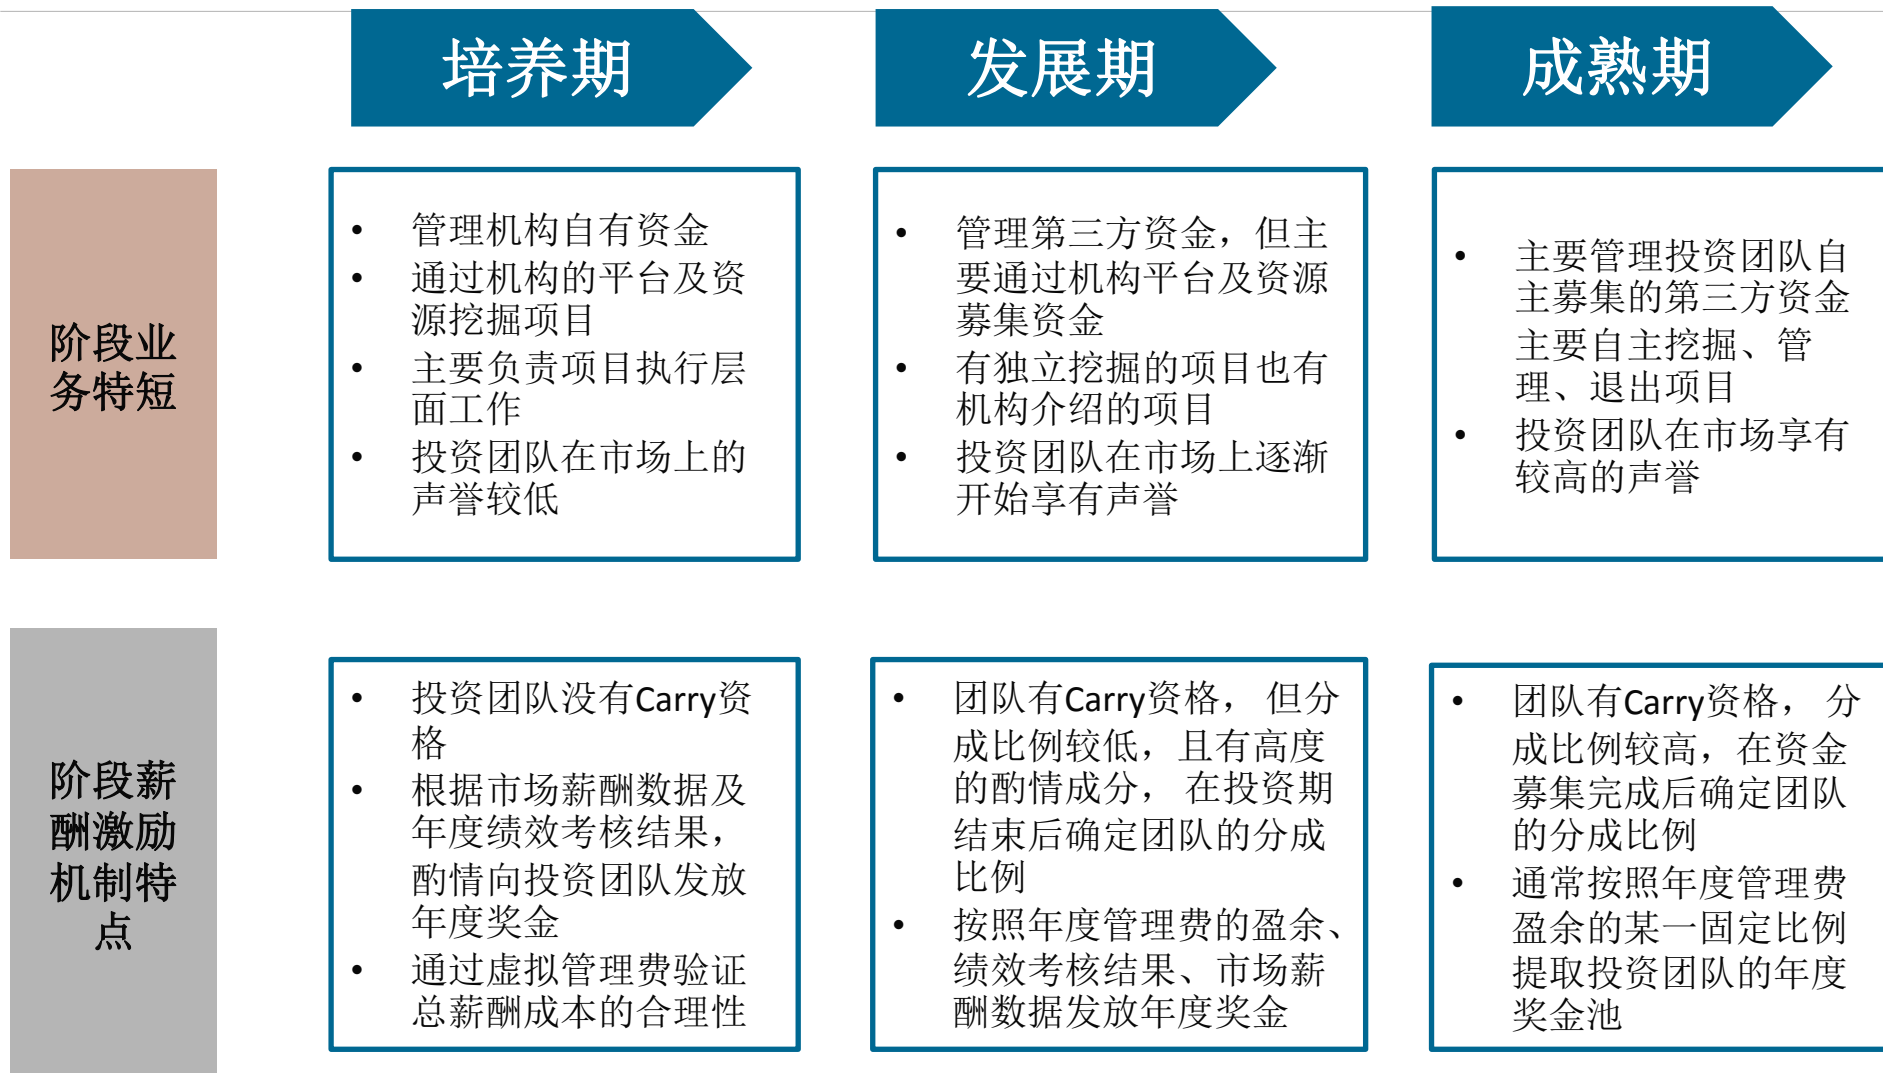 培养期
发展期
成熟期
阶段业
务特短
• 管理机构自有资金
• 通过机构的平台及资
源挖掘项目
• 主要负责项目执行层
面工作
• 投资团队在市场上的
声誉较低
• 管理第三方资金，但主
要通过机构平台及资源
募集资金
• 有独立挖掘的项目也有
机构介绍的项目
• 投资团队在市场上逐渐
开始享有声誉
• 主要管理投资团队自
主募集的第三方资金
主要自主挖掘、管
理、退出项目
• 投资团队在市场享有
较高的声誉
阶段薪
酬激励
机制特
点
• 投资团队没有Carry资
格
• 根据市场薪酬数据及
年度绩效考核结果，
酌情向投资团队发放
年度奖金
• 通过虚拟管理费验证
总薪酬成本的合理性
• 团队有Carry资格， 但分
成比例较低，且有高度
的酌情成分， 在投资期
结束后确定团队的分成
比例
• 按照年度管理费的盈余、
绩效考核结果、市场薪
酬数据发放年度奖金
• 团队有Carry资格， 分
成比例较高，在资金
募集完成后确定团队
的分成比例
• 通常按照年度管理费
盈余的某一固定比例
提取投资团队的年度
奖金池